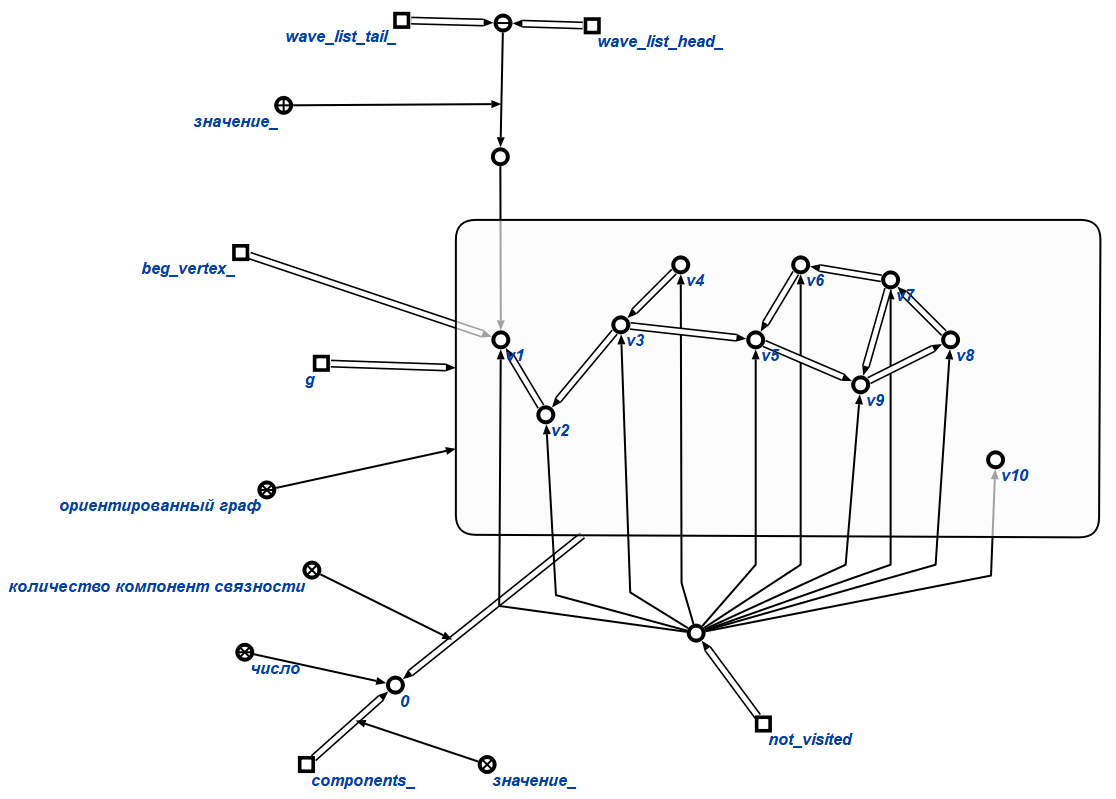 wave_list_tail_
wave_list_head_
значение_
beg_vertex_
v4
v6
v7
v3
v1
v5
v8
g
v9
v2
v10
ориентированный граф
количество компонент связности
число
0
not_visited
components_
значение_